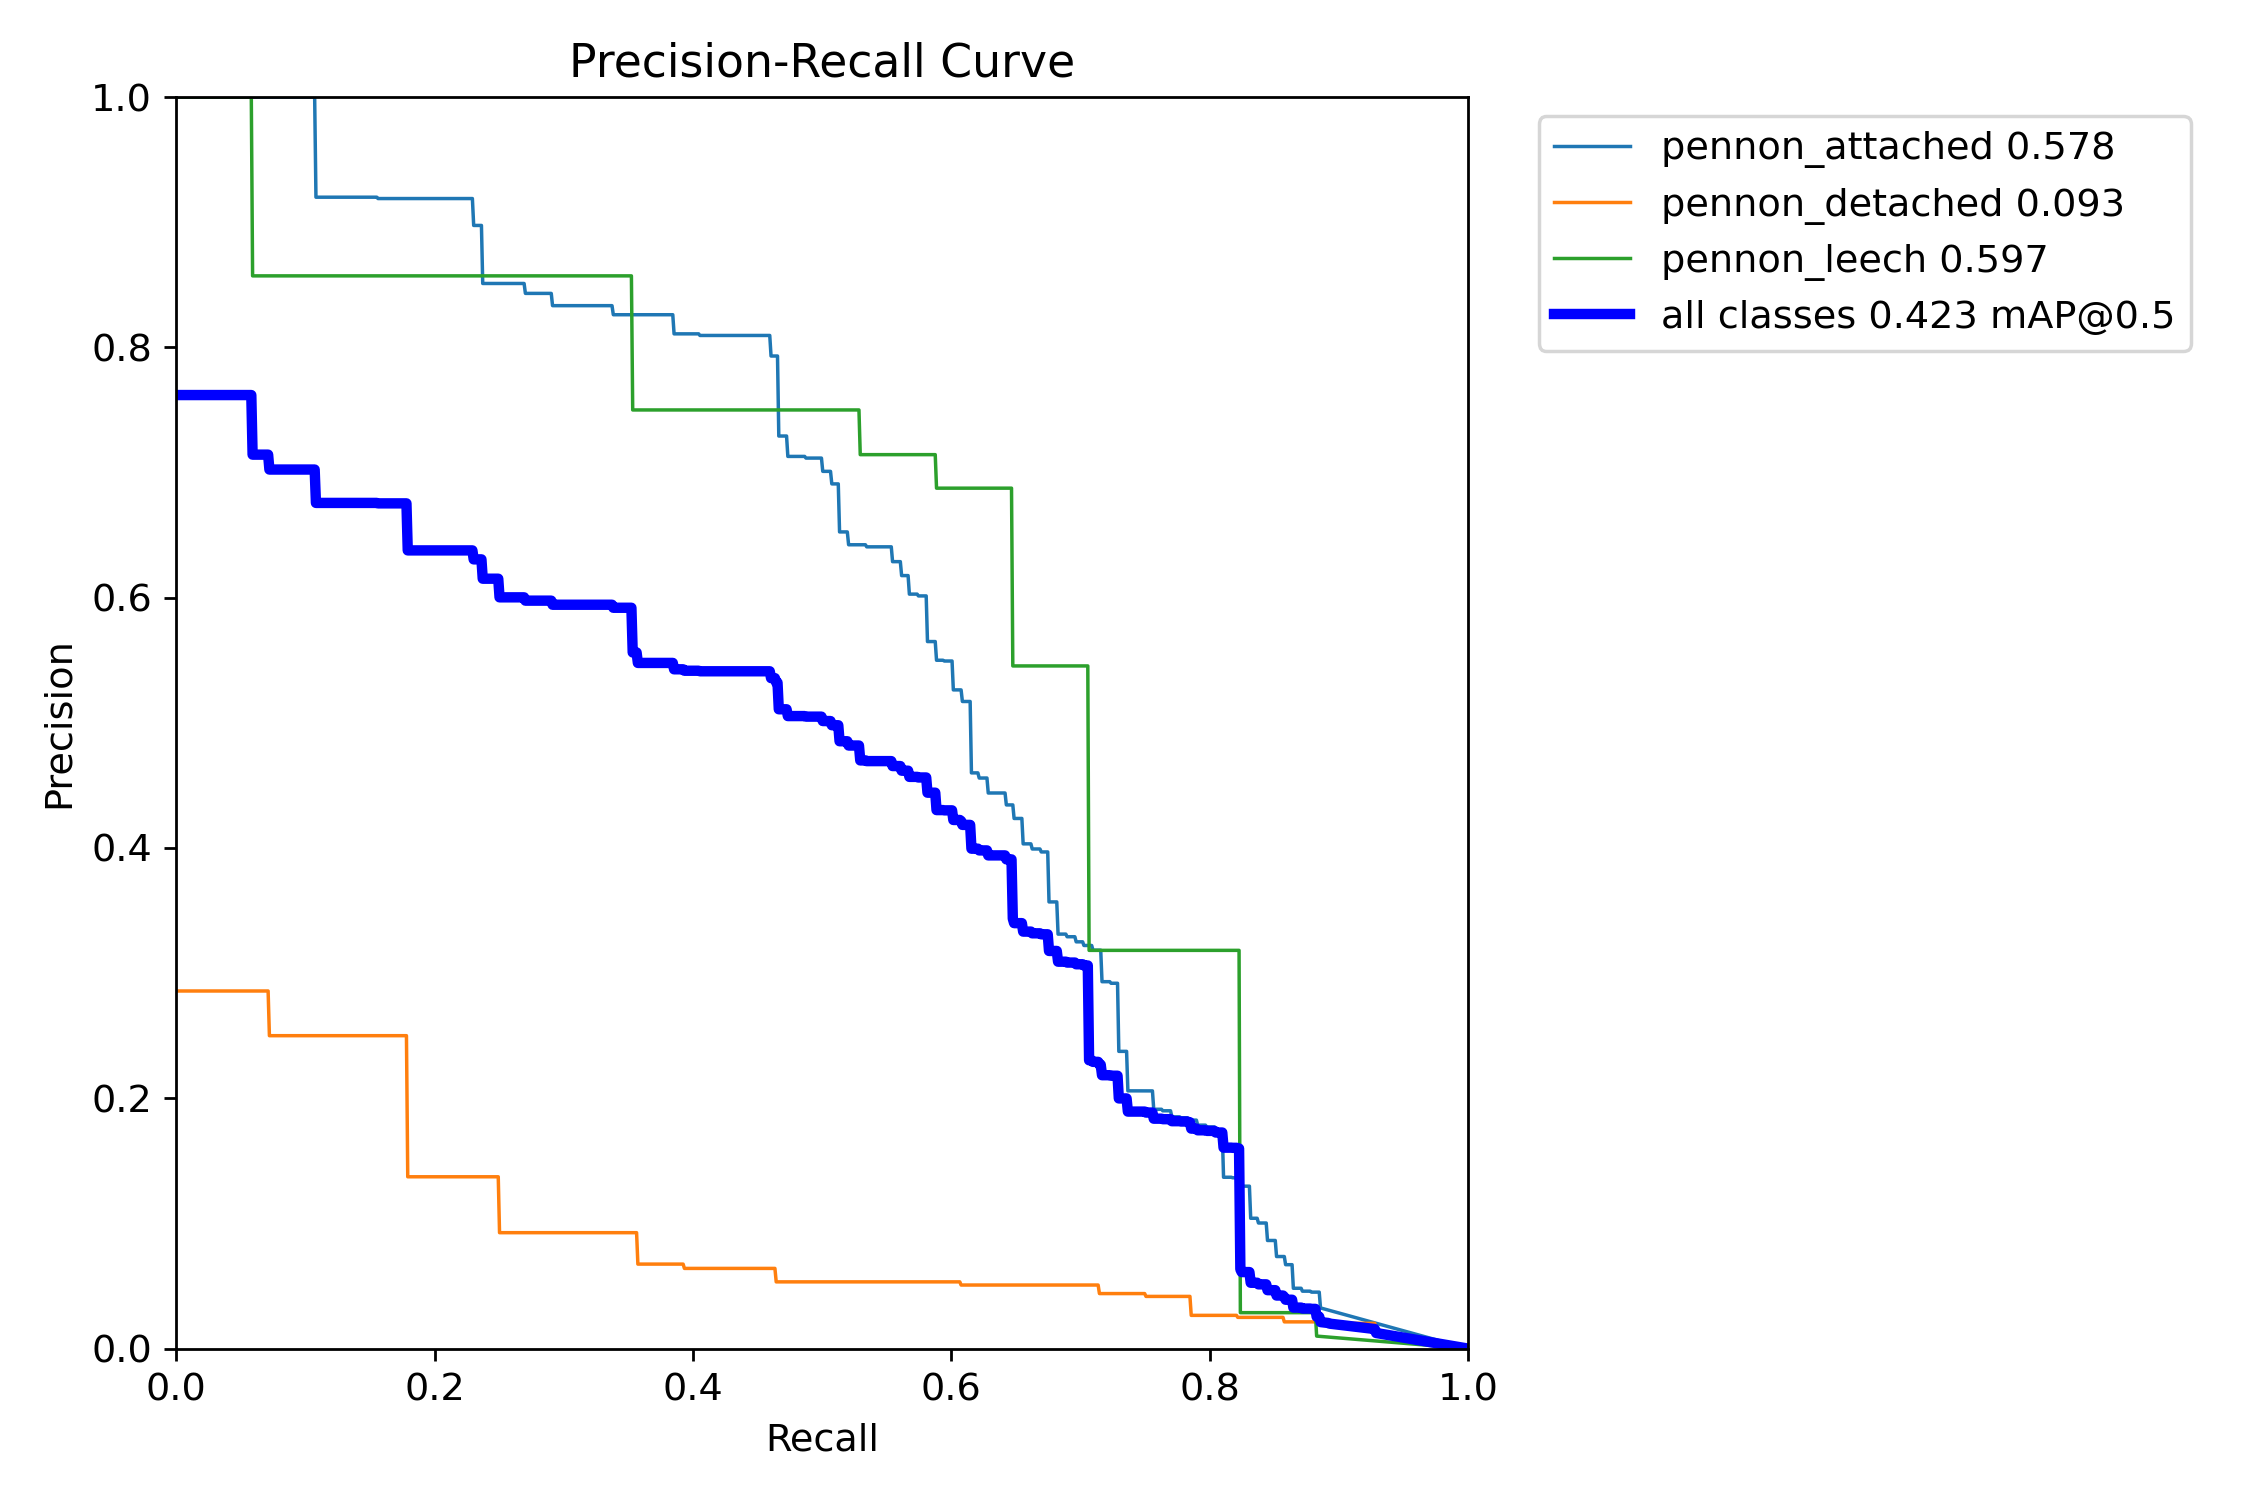 Precision-Recall Curve
1.0
0.8
0.6
0.4
0.2
0.0
Precision
0.0 0.2 0.4 0.6 0.8 1.0
Recall
pennon_attached 0.578
pennon_detached 0.093
pennon_leech 0.597
all classes 0.423 mAP@0.5